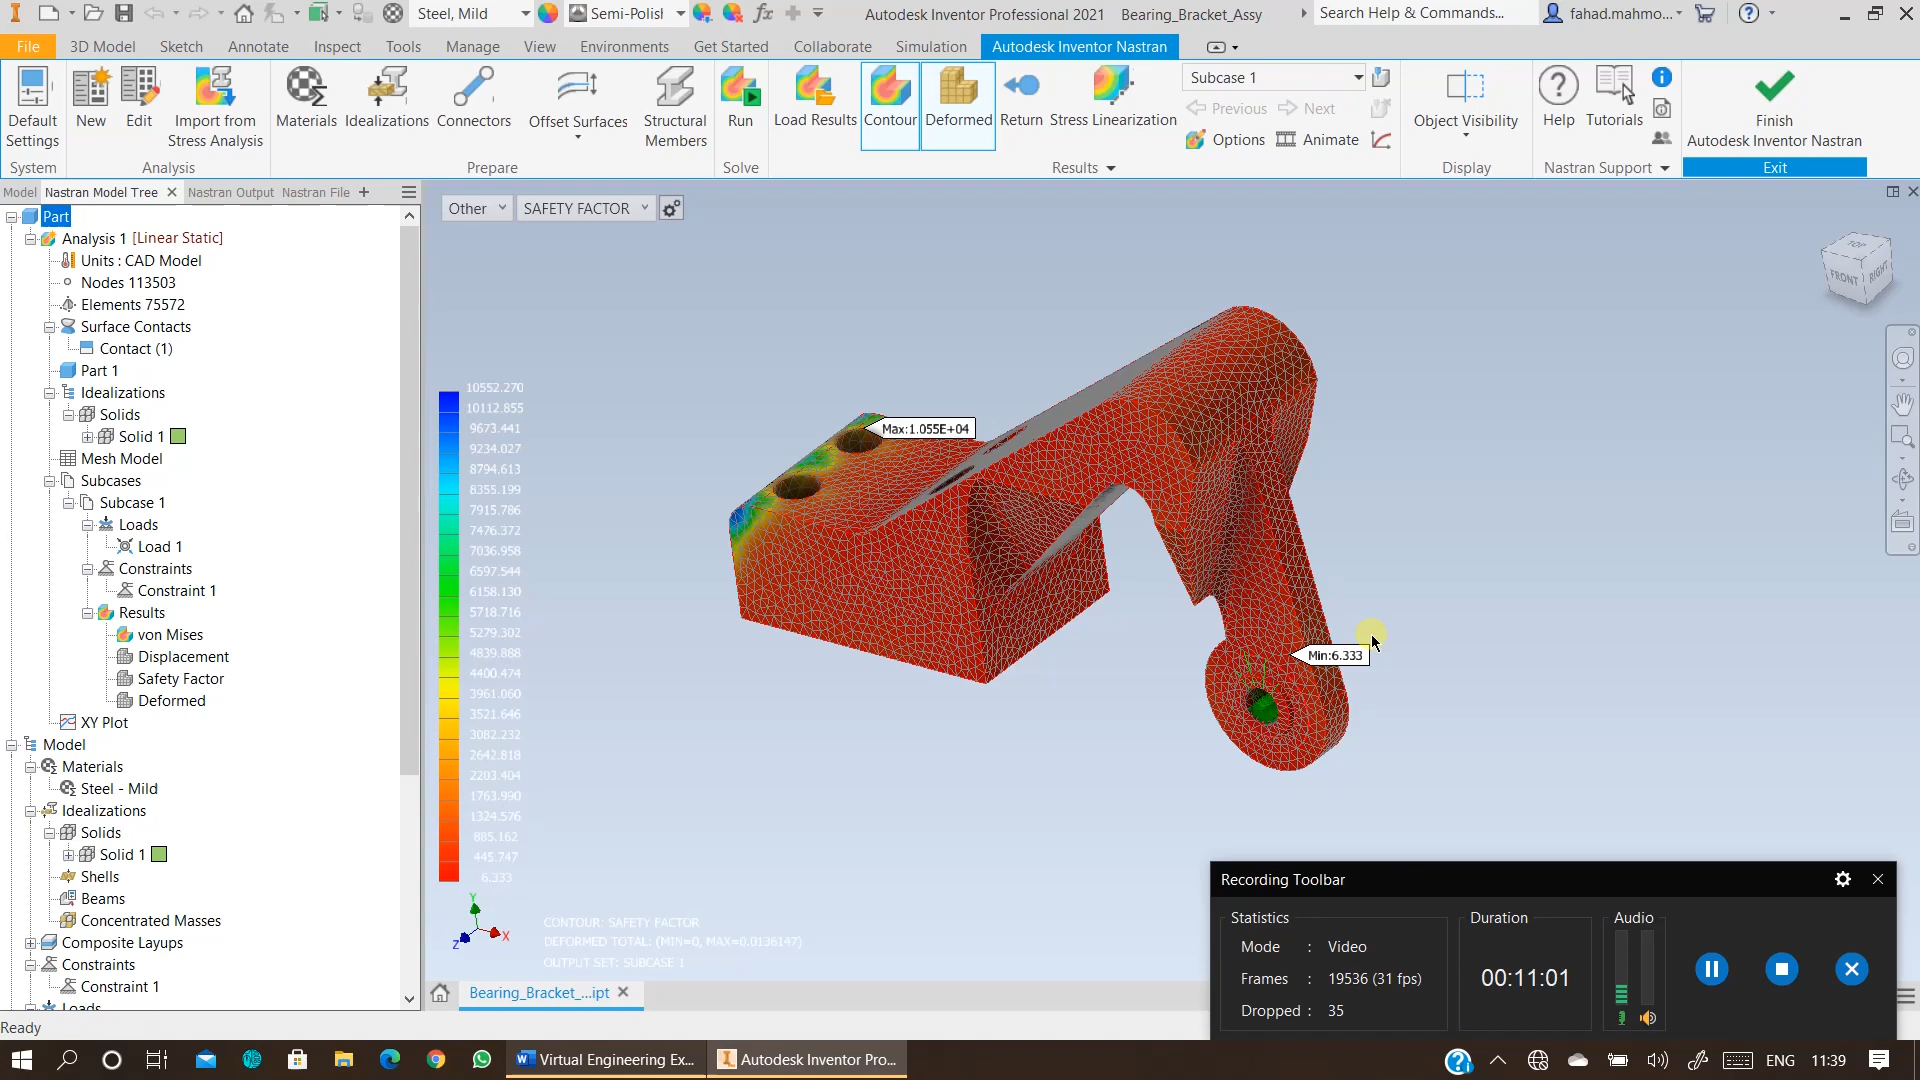 Steel, Mild
Semi-Polish
Autodesk Inventor Professional 2021 Bearing_Bracket_Assy
Search Help & Commands...
fahad.mahmo...
File
3D Model
Sketch
Annotate
Inspect
Tools
Manage
View
Environments
Get Started
Collaborate
Simulation
Autodesk Inventor Nastran
Default Settings
New
Edit
Import from Stress Analysis
Materials
Idealizations
Connectors
Offset Surfaces
Structural Members
Run
Load Results
Contour
Deformed
Return
Stress Linearization
Subcase 1
Previous
Next
Options
Animate
Object Visibility
Help
Tutorials
Finish
Autodesk Inventor Nastran
System
Analysis
Prepare
Solve
Results
Display
Nastran Support
Exit
Model
Nastran Model Tree
Nastran Output
Nastran File
Part
Analysis 1 [Linear Static]
Units : CAD Model
Nodes 113503
Elements 75572
Surface Contacts
Contact (1)
Part 1
Idealizations
Solids
Solid 1
Mesh Model
Subcases
Subcase 1
Loads
Load 1
Constraints
Constraint 1
Results
von Mises
Displacement
Safety Factor
Deformed
XY Plot
Model
Materials
Steel - Mild
Idealizations
Solids
Solid 1
Shells
Beams
Concentrated Masses
Composite Layups
Constraints
Constraint 1
Loads
Other
SAFETY FACTOR
TOP
FRONT
RIGHT
10552.270
10112.855
9673.441
9234.027
8794.613
8355.199
7915.786
7476.372
7036.958
6597.544
6158.130
5718.716
5279.302
4839.888
4400.474
3961.060
3521.646
3082.232
2642.818
2203.404
1763.990
1324.576
885.162
445.747
6.333
Max:1.055E+04
Min:6.333
Y
X
Z
CONTOUR: SAFETY FACTOR
DEFORMED TOTAL: (MIN=0, MAX=0.0136147)
OUTPUT SET: SUBCASE 1
Bearing_Bracket_...ipt
Ready
Recording Toolbar
Statistics
Mode : Video
Frames : 19536 (31 fps)
Dropped : 35
Duration
00:11:01
Audio
Virtual Engineering Ex...
Autodesk Inventor Pro...
ENG
11:39